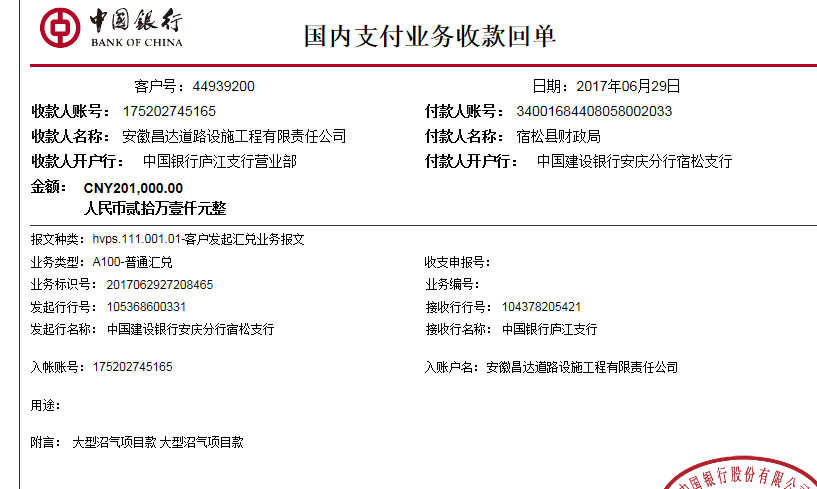 中国银行
BANK OF CHINA
国内支付业务收款回单
客户号：44939200 日期：2017年06月29日
收款人账号：175202745165 付款人账号：34001684408058002033
收款人名称：安徽昌达道路设施工程有限责任公司 付款人名称：宿松县财政局
收款人开户行：中国银行庐江支行营业部 付款人开户行：中国建设银行安庆分行宿松支行
金额：CNY201,000.00
人民币贰拾万壹仟元整
报文种类：hvps.111.001.01-客户发起汇兑业务报文
业务类型：A100-普通汇兑 收支申报号：
业务标识号：2017062927208465 业务编号：
发起行行号：105368600331 接收行行号：104378205421
发起行名称：中国建设银行安庆分行宿松支行 接收行名称：中国银行庐江支行
入帐账号：175202745165 入账户名：安徽昌达道路设施工程有限责任公司
用途：
附言：大型沼气项目款 大型沼气项目款
中国银行股份有限公司